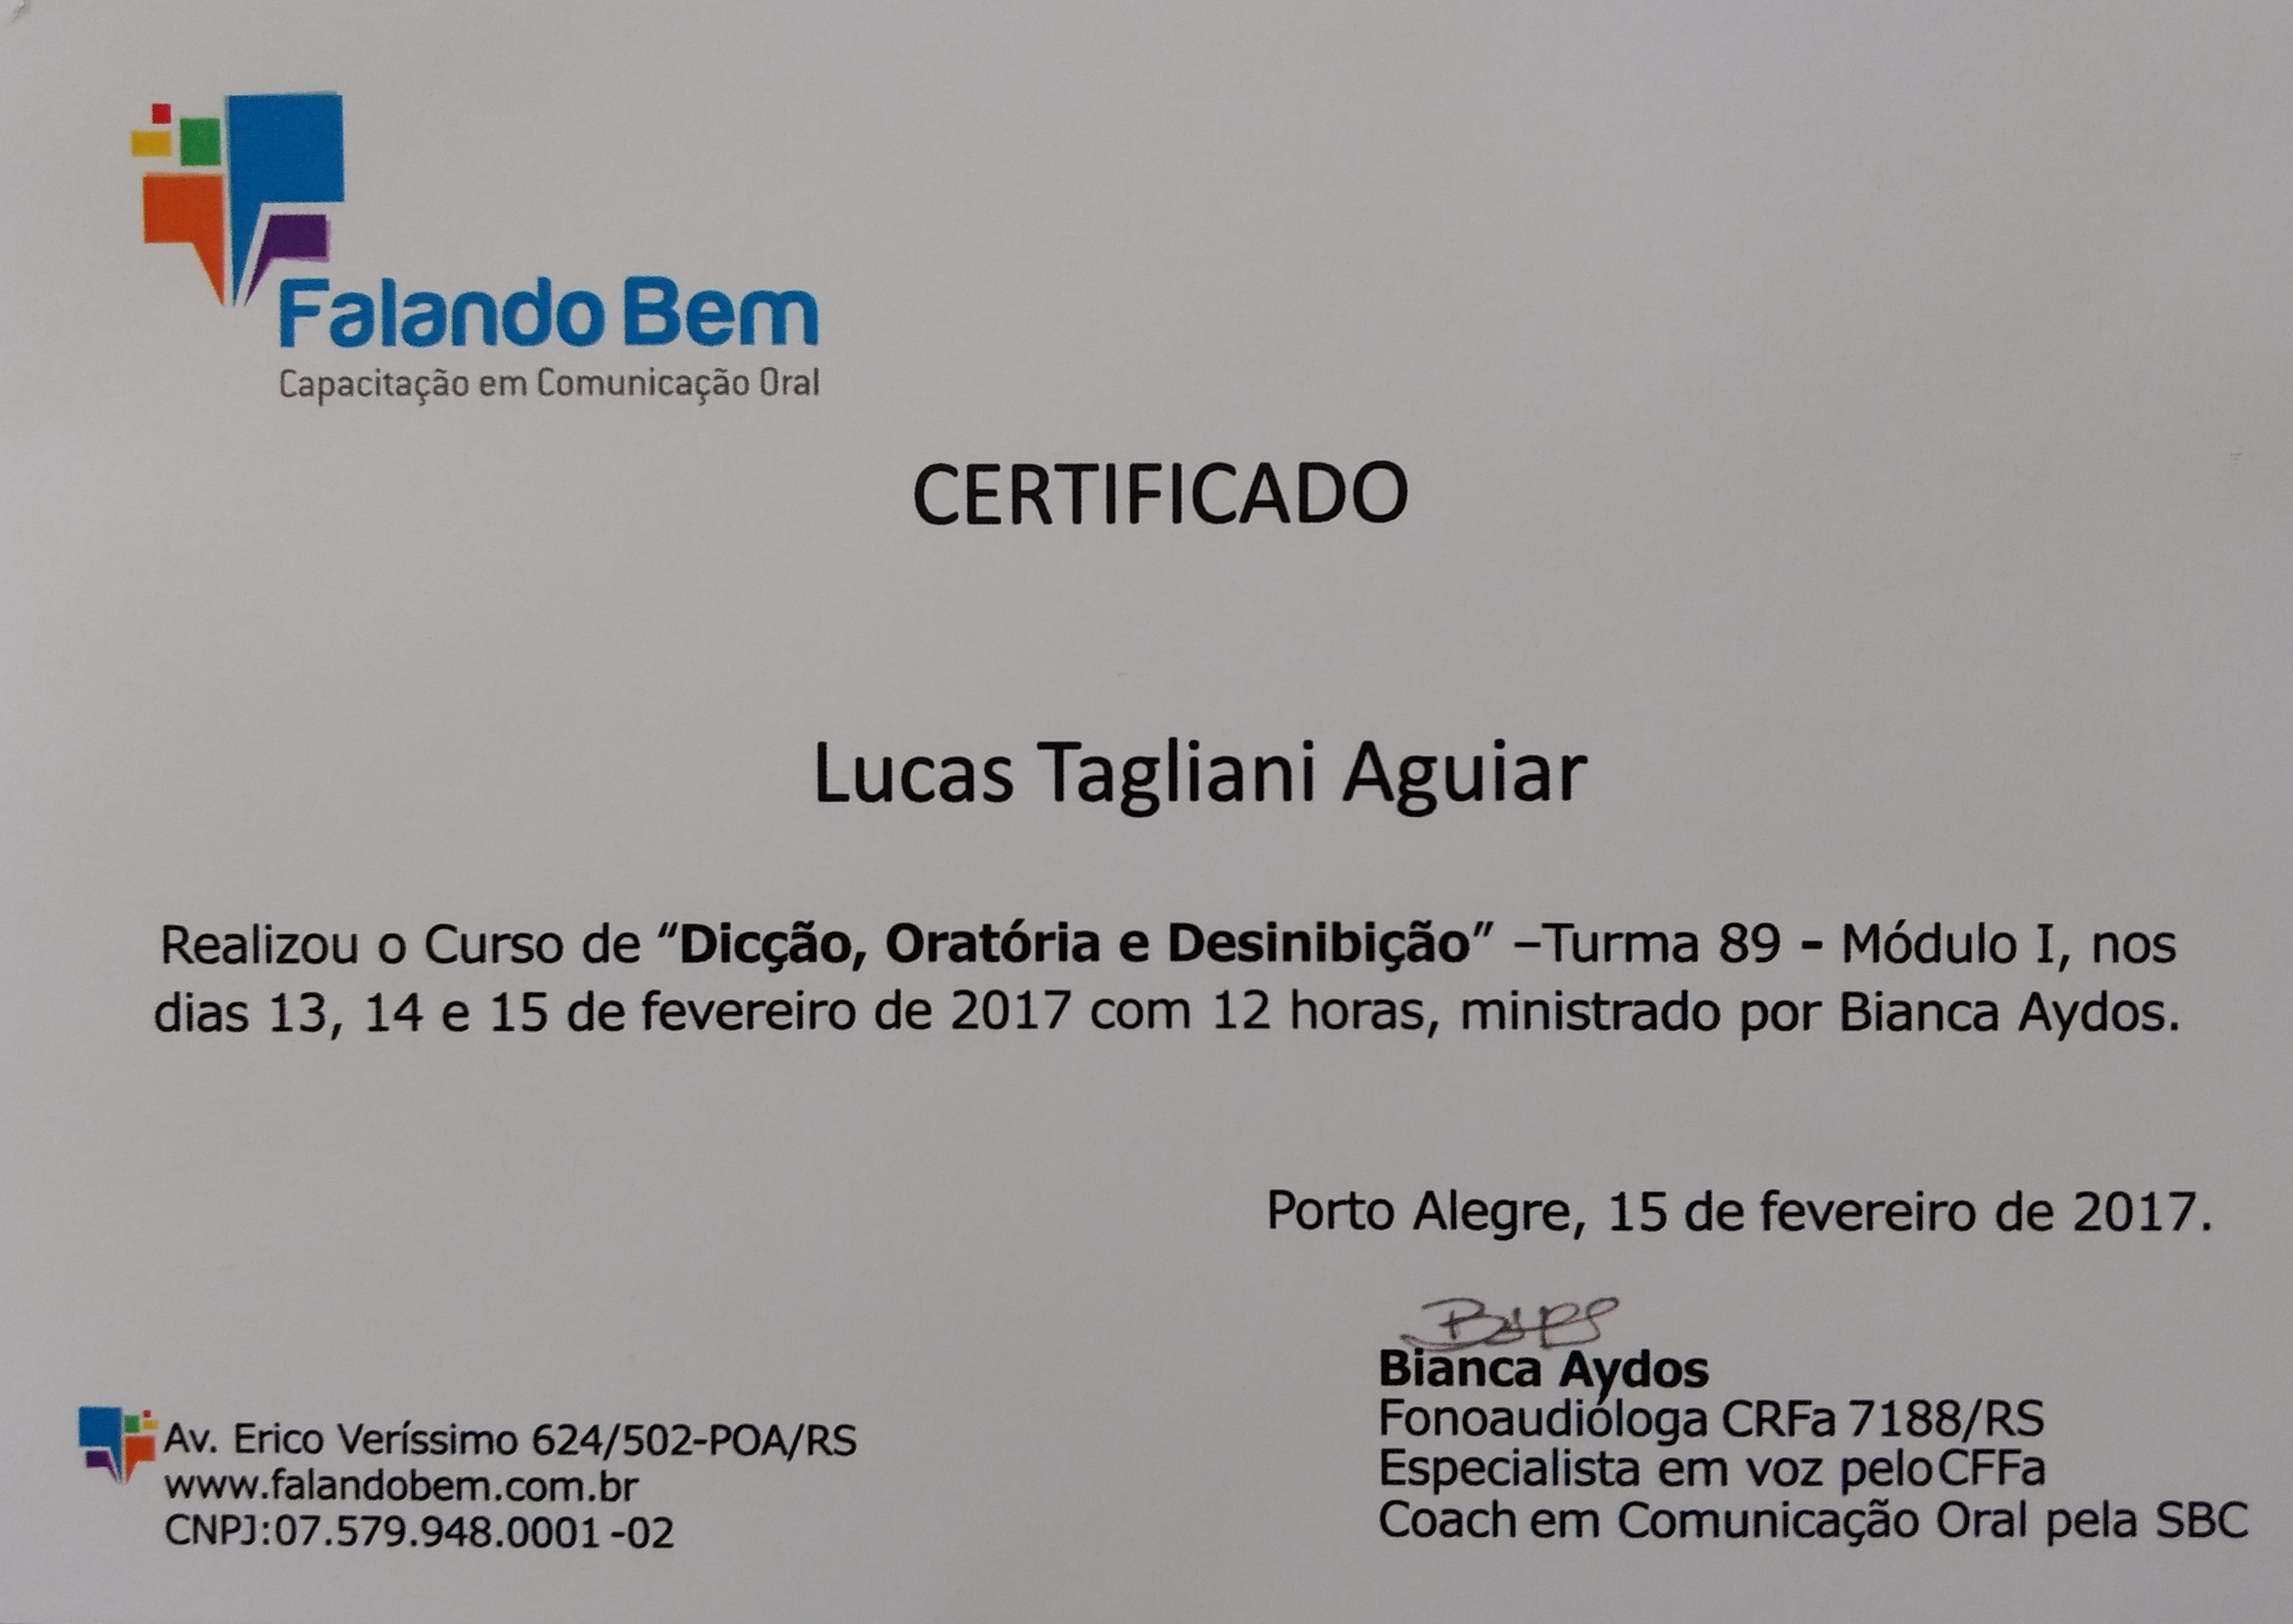 Falando Bem
Capacitação em Comunicação Oral
CERTIFICADO
Lucas Tagliani Aguiar
Realizou o Curso de “Dicção, Oratória e Desinibição” –Turma 89 - Módulo I, nos
dias 13, 14 e 15 de fevereiro de 2017 com 12 horas, ministrado por Bianca Aydos.
Porto Alegre, 15 de fevereiro de 2017.
Bianca Aydos
Fonoaudióloga CRFa 7188/RS
Especialista em voz pelo CFFa
Coach em Comunicação Oral pela SBC
Av. Erico Veríssimo 624/502-POA/RS
www.falandobem.com.br
CNPJ:07.579.948.0001-02